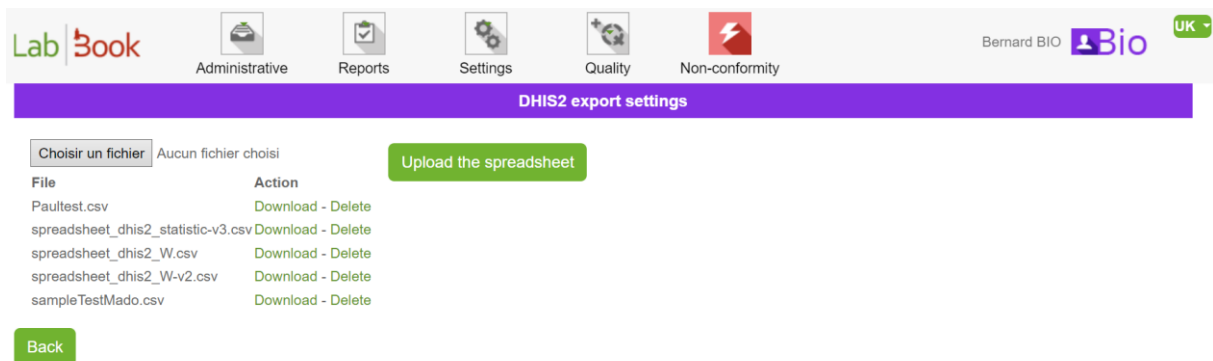 Lab Book
Administrative
Reports
Settings
Quality
Non-conformity
Bernard BIO
Bio
UK
DHIS2 export settings
Choisir un fichier Aucun fichier choisi
Upload the spreadsheet
File Action
Paultest.csv Download - Delete
spreadsheet_dhis2_statistic-v3.csv Download - Delete
spreadsheet_dhis2_W.csv Download - Delete
spreadsheet_dhis2_W-v2.csv Download - Delete
sampleTestMado.csv Download - Delete
Back